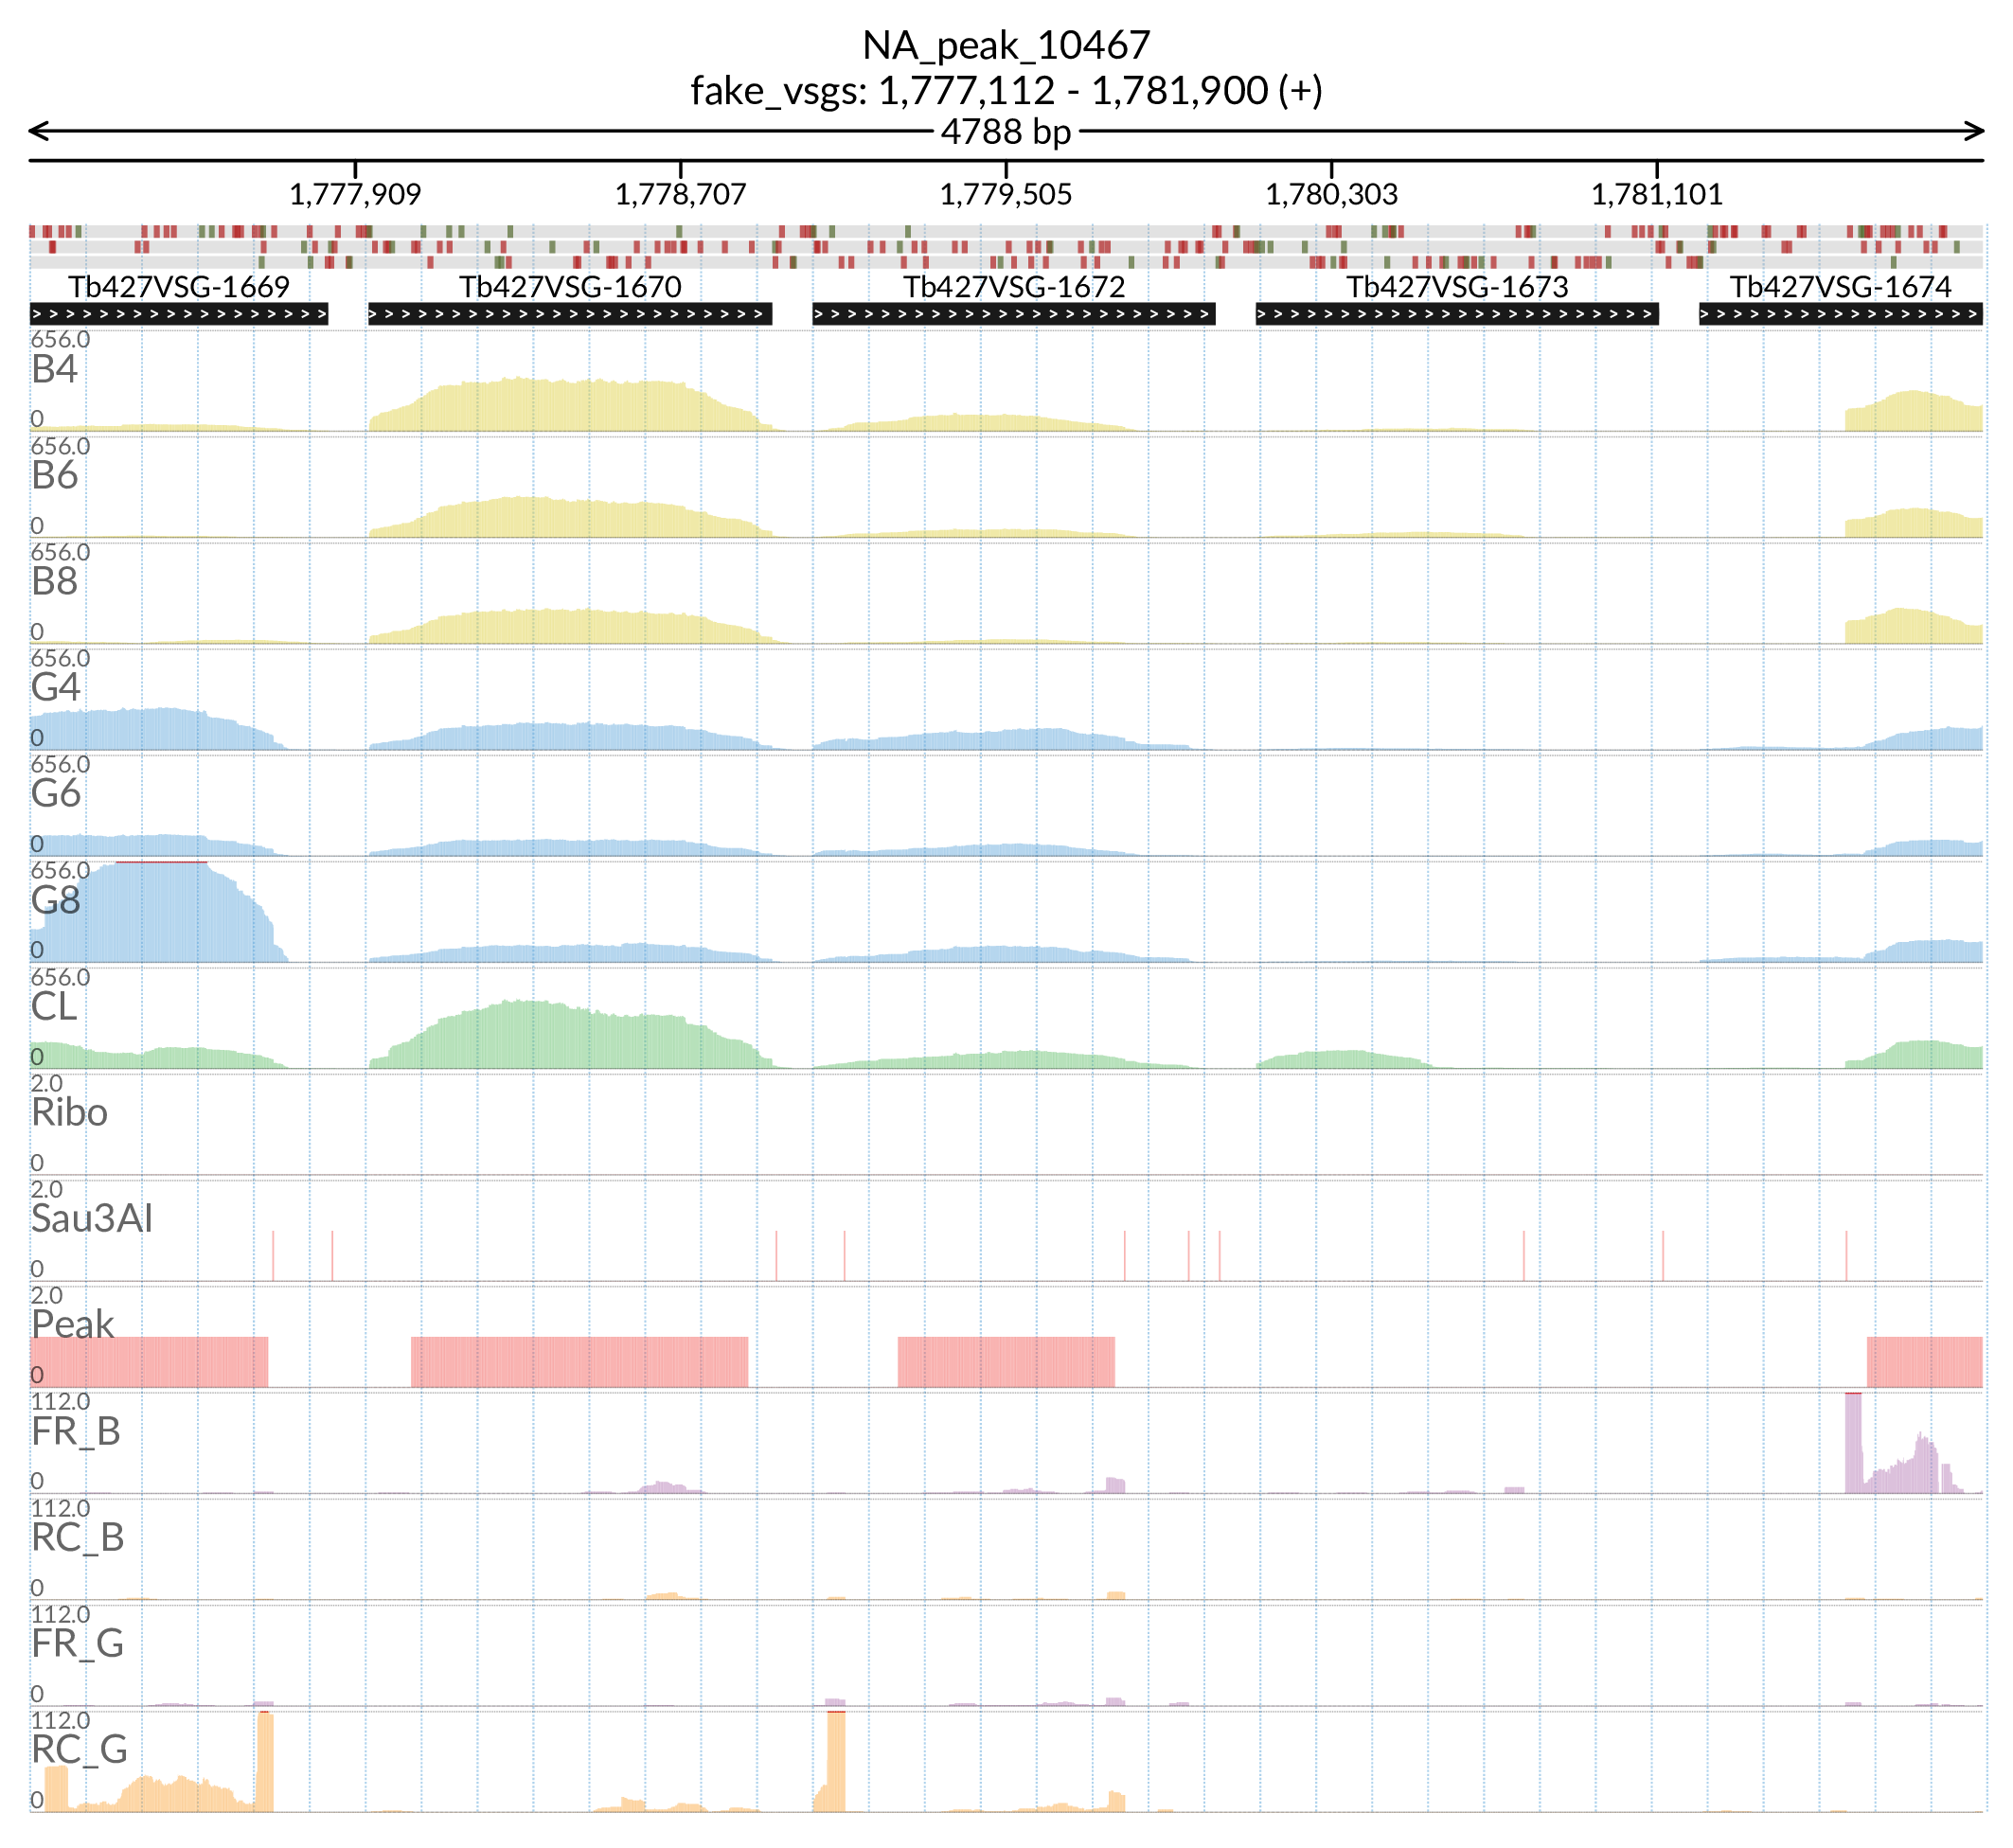 NA_peak_10467
fake_vsgs: 1,777,112 - 1,781,900 (+)
4788 bp
1,777,909 1,778,707 1,779,505 1,780,303 1,781,101
Tb427VSG-1669 Tb427VSG-1670 Tb427VSG-1672 Tb427VSG-1673 Tb427VSG-1674
656.0
B4
0
656.0
B6
0
656.0
B8
0
656.0
G4
0
656.0
G6
0
656.0
G8
0
656.0
CL
0
2.0
Ribo
0
2.0
Sau3AI
0
2.0
Peak
0
112.0
FR_B
0
112.0
RC_B
0
112.0
FR_G
0
112.0
RC_G
0